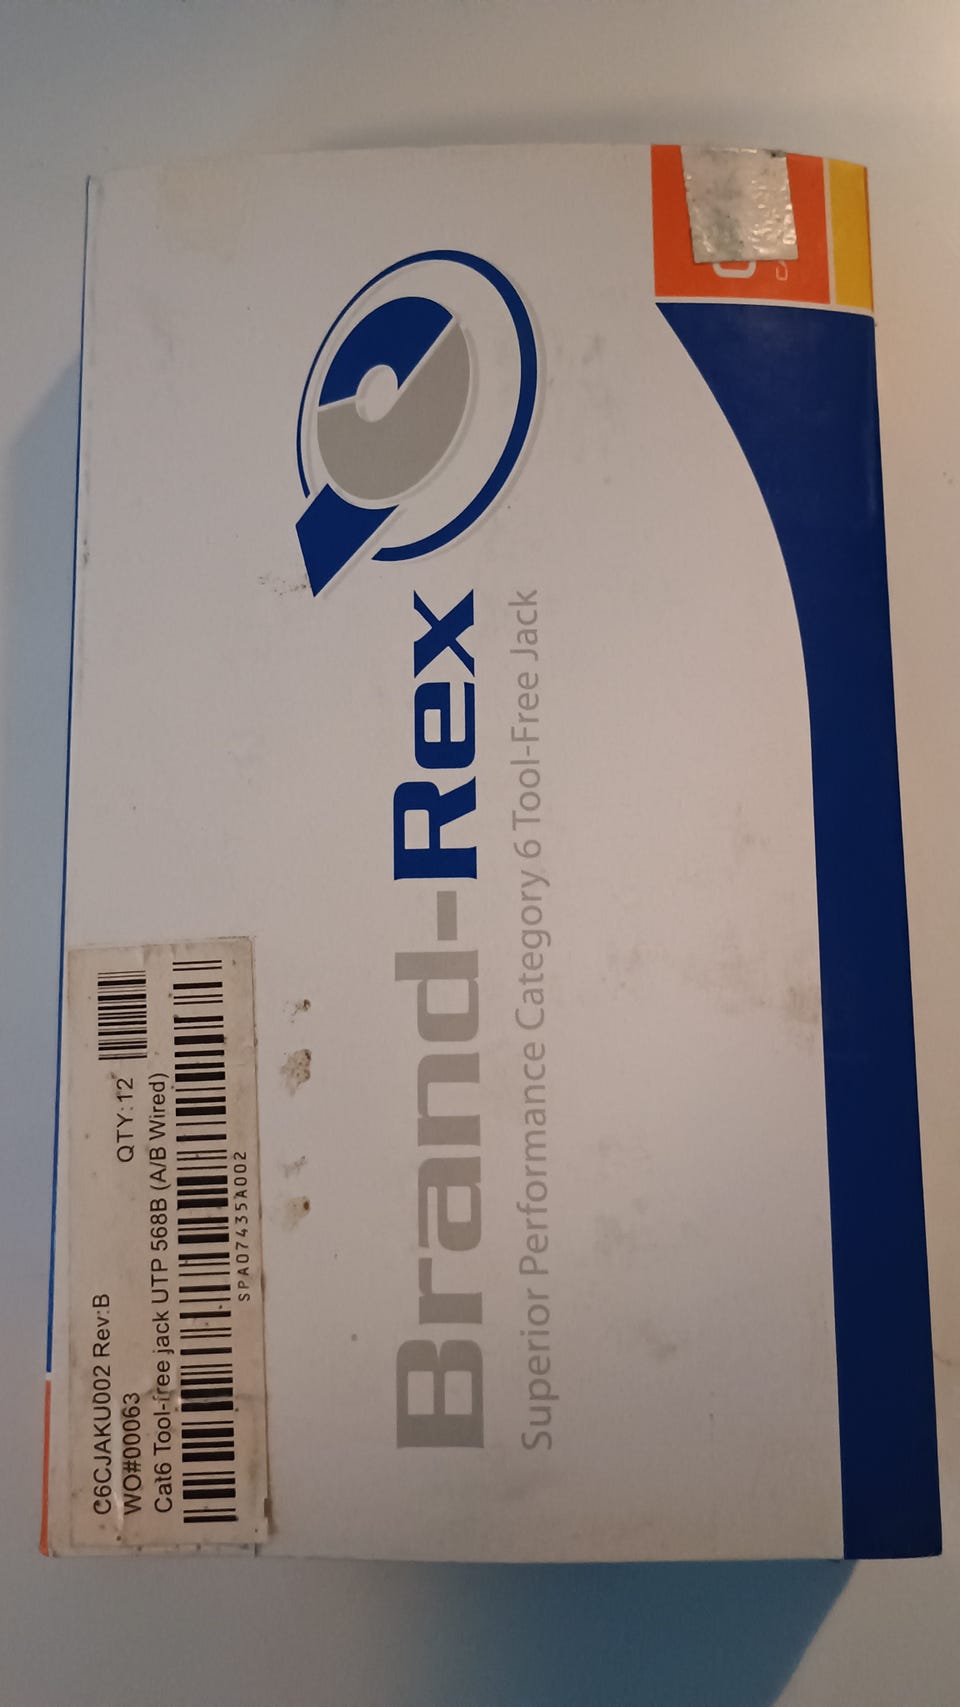 C6CJAKU002 Rev:B
WO#00063 QTY:12
Cat6 Tool-free jack UTP 568B (A/B Wired)
SPA07435A002
Brand-Rex
Superior Performance Category 6 Tool-Free Jack